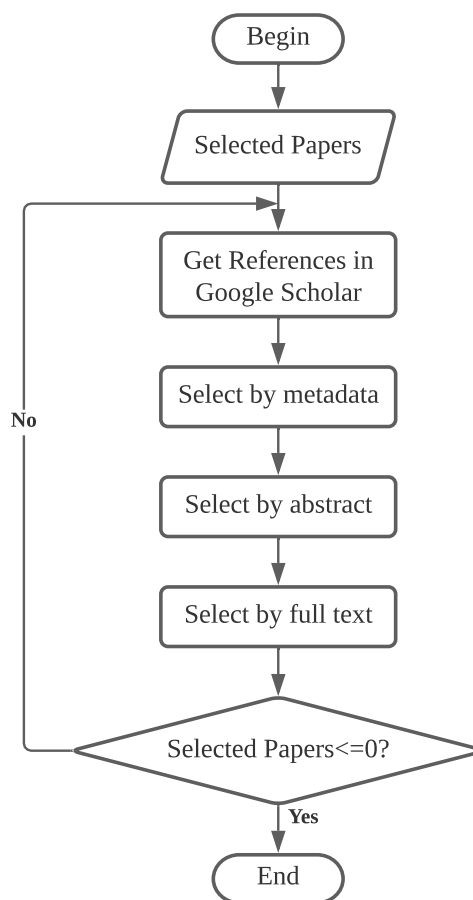 Begin
Selected Papers
Get References in
Google Scholar
Select by metadata
No
Select by abstract
Select by full text
Selected Papers<=0?
Yes
End